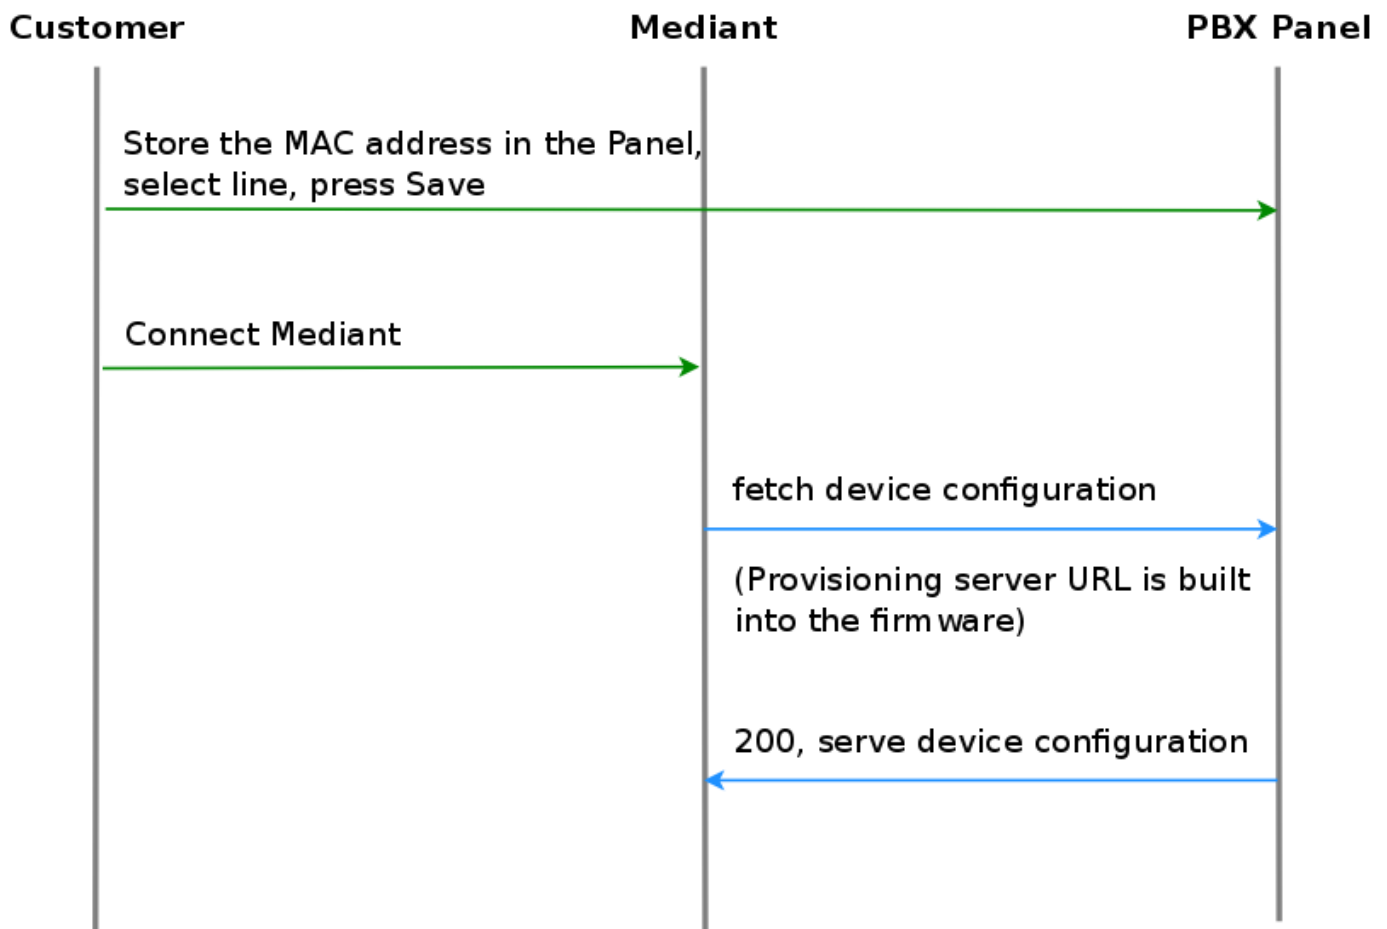 Customer Mediant PBX Panel
Store the MAC address in the Panel,
select line, press Save
Connect Mediant
fetch device configuration
(Provisioning server URL is built
into the firmware)
200, serve device configuration